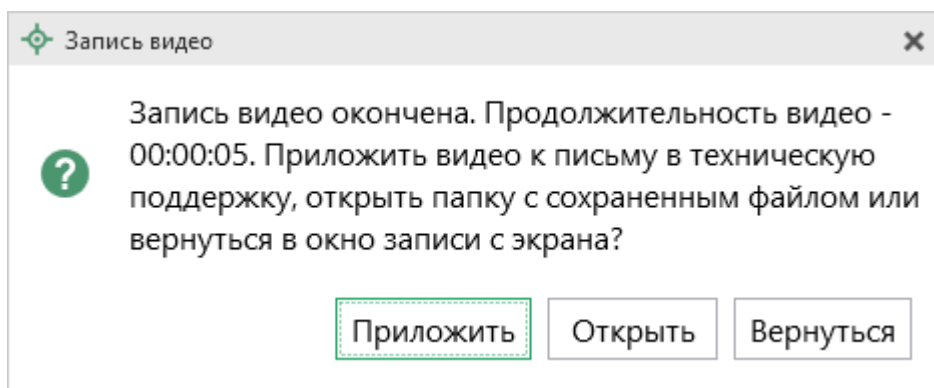 Запись видео
Запись видео окончена. Продолжительность видео -
00:00:05. Приложить видео к письму в техническую
поддержку, открыть папку с сохраненным файлом или
вернуться в окно записи с экрана?
Приложить Открыть Вернуться